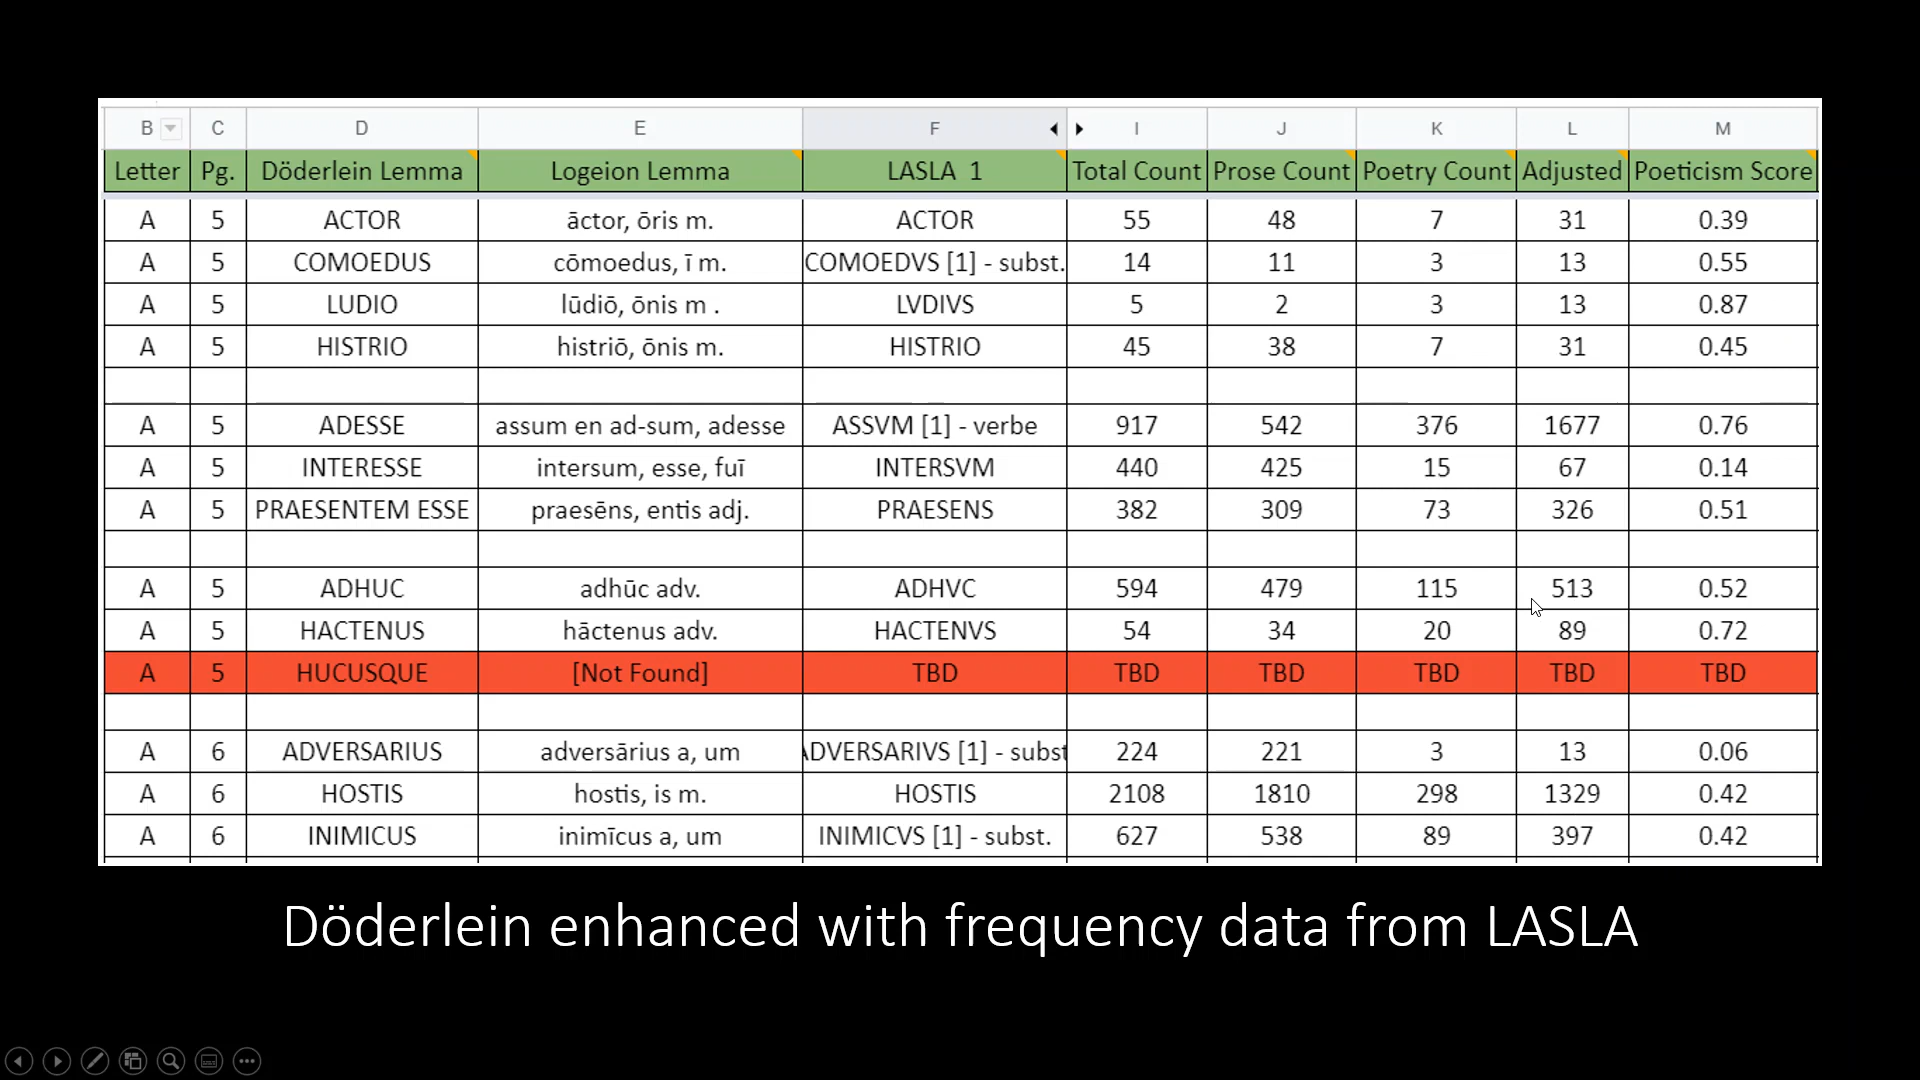 B C D E F I J K L M
Letter Pg. Döderlein Lemma Logeion Lemma LASLA 1 Total Count Prose Count Poetry Count Adjusted Poeticism Score
A 5 ACTOR āctor, ōris m. ACTOR 55 48 7 31 0.39
A 5 COMOEDUS cōmoedus, ī m. COMOEDVS [1] - subst. 14 11 3 13 0.55
A 5 LUDIO lūdiō, ōnis m . LVDIVS 5 2 3 13 0.87
A 5 HISTRIO histriō, ōnis m. HISTRIO 45 38 7 31 0.45
A 5 ADESSE assum en ad-sum, adesse ASSVM [1] - verbe 917 542 376 1677 0.76
A 5 INTERESSE intersum, esse, fuī INTERSVM 440 425 15 67 0.14
A 5 PRAESENTEM ESSE praesēns, entis adj. PRAESENS 382 309 73 326 0.51
A 5 ADHUC adhūc adv. ADHVC 594 479 115 513 0.52
A 5 HACTENUS hāctenus adv. HACTENVS 54 34 20 89 0.72
A 5 HUCUSQUE [Not Found] TBD TBD TBD TBD TBD TBD
A 6 ADVERSARIUS adversārius a, um ADVERSARIVS [1] - subst 224 221 3 13 0.06
A 6 HOSTIS hostis, is m. HOSTIS 2108 1810 298 1329 0.42
A 6 INIMICUS inimīcus a, um INIMICVS [1] - subst. 627 538 89 397 0.42
Döderlein enhanced with frequency data from LASLA